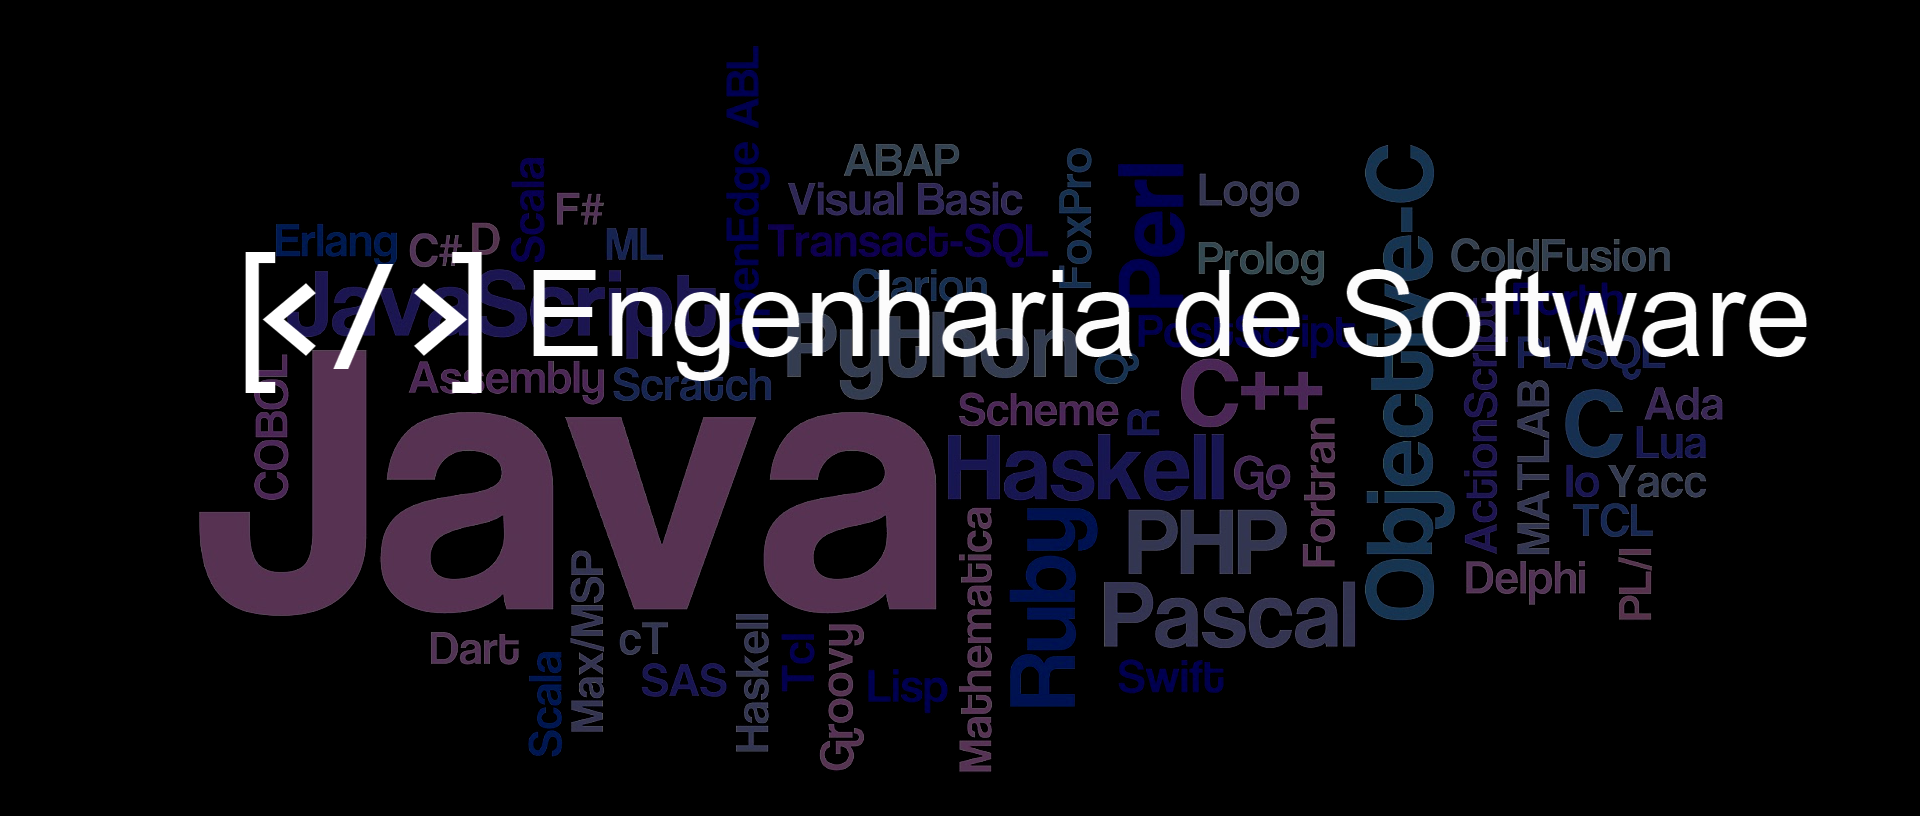 [</>] Engenharia de Software
OpenEdge ABL
ABAP
Visual Basic
Transact-SQL
FoxPro
Perl
Logo
Prolog
Objective-C
ColdFusion
Scala
F#
Erlang
C#
D
ML
JavaScript
Clarion
Python
PostScript
Forth
PL/SQL
Q
COBOL
Assembly
Scratch
Java
Scheme
R
C++
Haskell
Go
Fortran
ActionScript
MATLAB
C
Ada
Lua
Io
Yacc
TCL
Delphi
PL/I
Mathematica
Ruby
PHP
Pascal
Swift
Dart
Scala
Max/MSP
cT
SAS
Haskell
Tcl
Groovy
Lisp